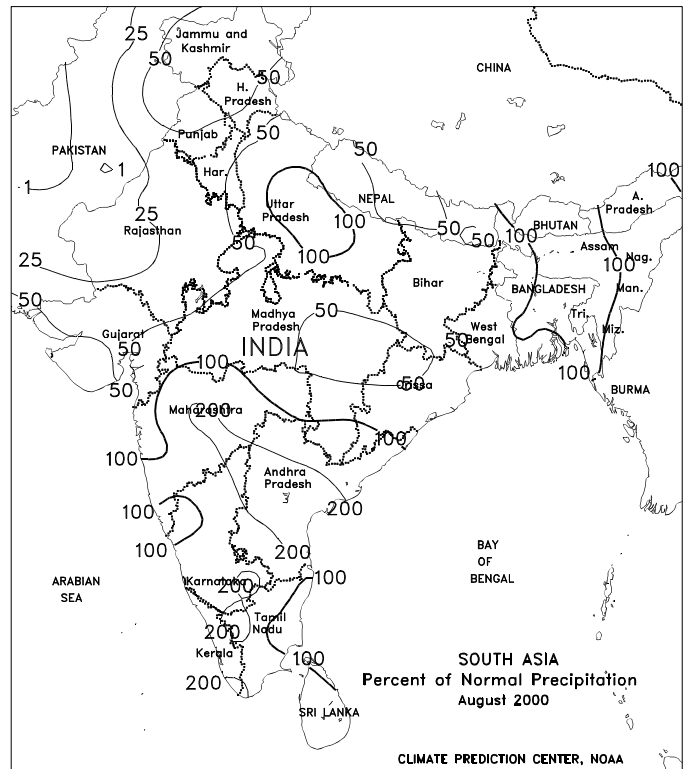 25
Jammu and
Kashmir
50
CHINA
50
H.
Pradesh
50
Punjab
PAKISTAN
50
1
Har.
100
1
NEPAL
A.
Pradesh
25
Uttar
Pradesh
100
Rajasthan
50
50
100
BHUTAN
50
Assam
100
Nag.
25
100
Bihar
BANGLADESH
Man.
50
Madhya
Pradesh
50
Tri.
Gujarat
West
Bengal
Miz.
INDIA
50
50
100
50
50
Orissa
100
BURMA
Maharashtra
200
100
100
Andhra
Pradesh
100
200
100
200
BAY
OF
BENGAL
ARABIAN
SEA
Karnataka
200
100
Tamil
Nadu
200
Kerala
100
SOUTH ASIA
Percent of Normal Precipitation
200
August 2000
SRI LANKA
CLIMATE PREDICTION CENTER, NOAA